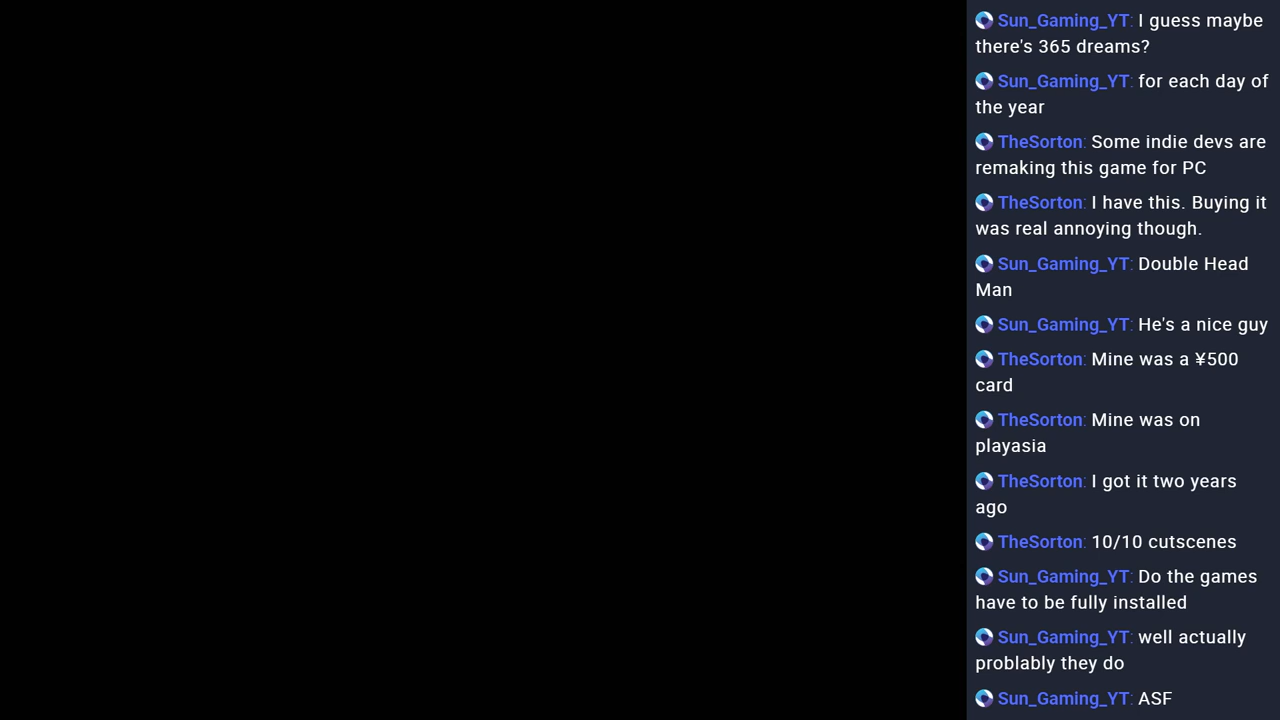 Sun_Gaming_YT: I guess maybe
there's 365 dreams?
Sun_Gaming_YT: for each day of
the year
TheSorton: Some indie devs are
remaking this game for PC
TheSorton: I have this. Buying it
was real annoying though.
Sun_Gaming_YT: Double Head
Man
Sun_Gaming_YT: He's a nice guy
TheSorton: Mine was a ¥500
card
TheSorton: Mine was on
playasia
TheSorton: I got it two years
ago
TheSorton: 10/10 cutscenes
Sun_Gaming_YT: Do the games
have to be fully installed
Sun_Gaming_YT: well actually
problably they do
Sun_Gaming_YT: ASF